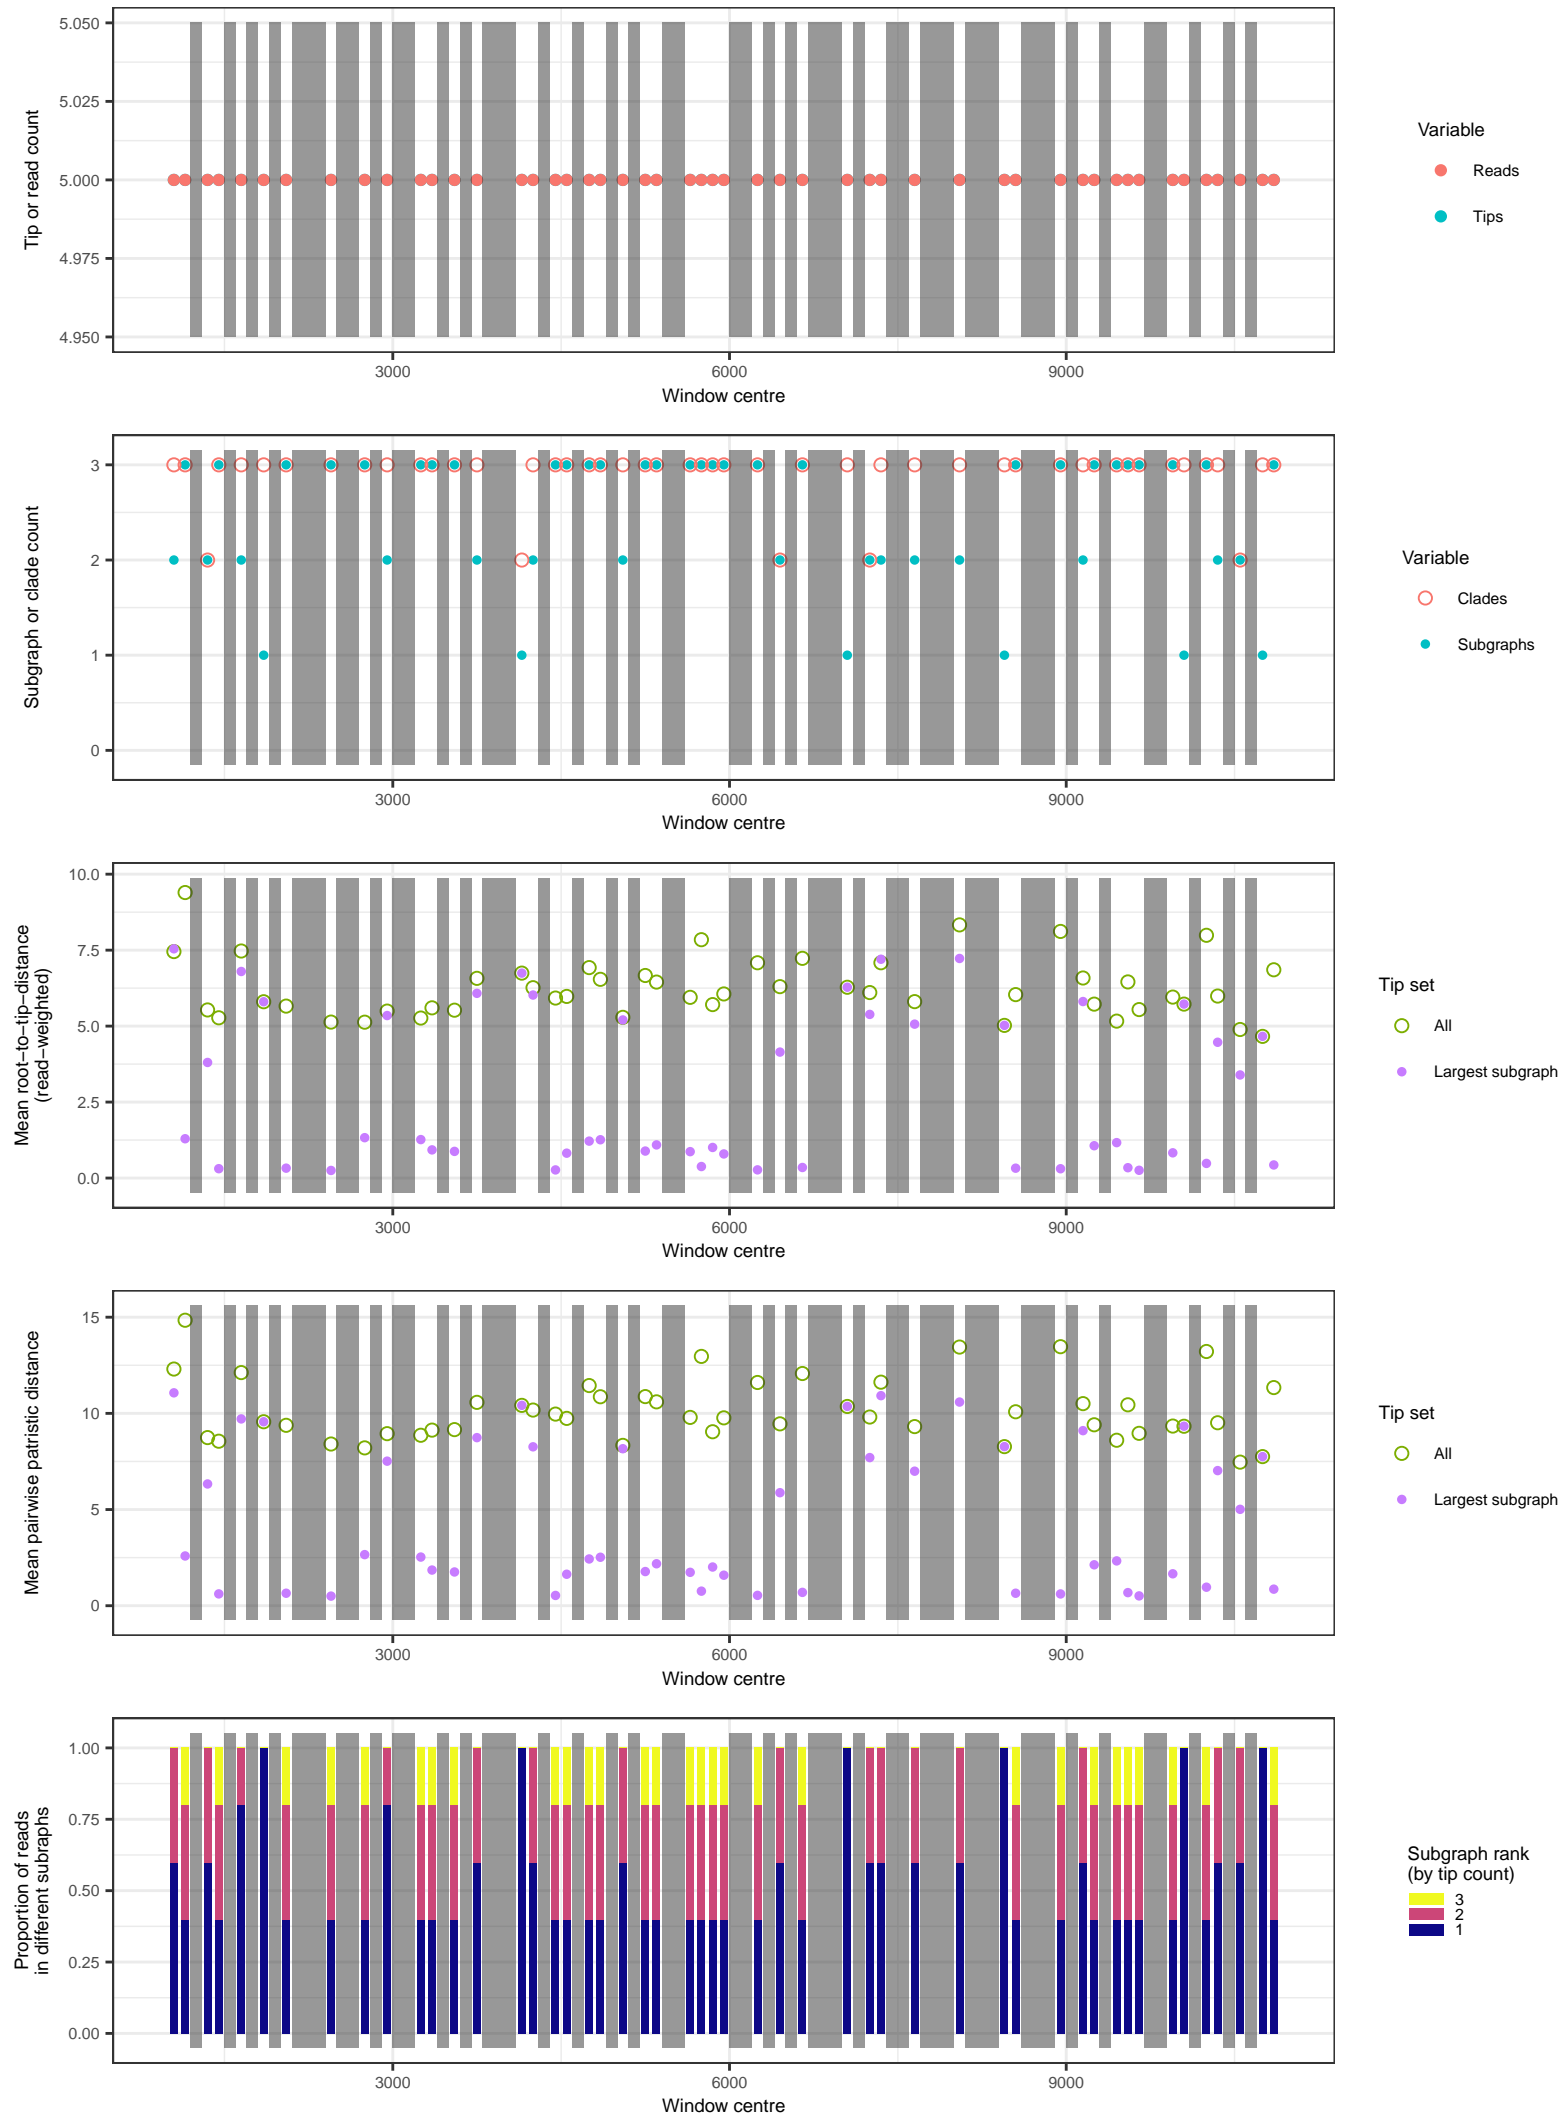 5.050
5.025
5.000
4.975
4.950
Tip or read count
3000
6000
9000
Window centre
Variable
Reads
Tips
3
2
1
0
Subgraph or clade count
3000
6000
9000
Window centre
Variable
Clades
Subgraphs
10.0
7.5
5.0
2.5
0.0
Mean root−to−tip−distance
(read−weighted)
3000
6000
9000
Window centre
Tip set
All
Largest subgraph
15
10
5
0
Mean pairwise patristic distance
3000
6000
9000
Window centre
Tip set
All
Largest subgraph
1.00
0.75
0.50
0.25
0.00
Proportion of reads
in different subraphs
3000
6000
9000
Window centre
Subgraph rank
(by tip count)
3
2
1